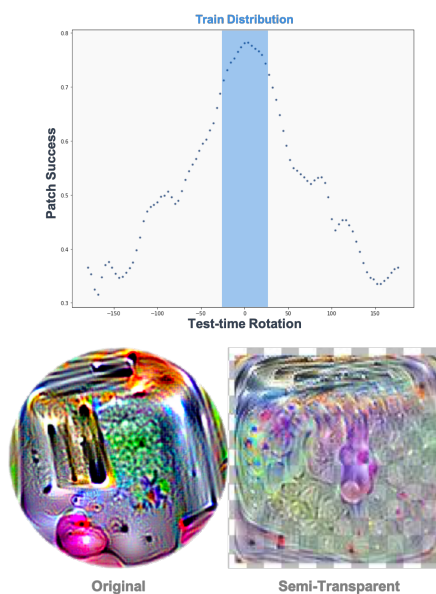 Train Distribution
0.8
0.7
0.6
0.5
0.4
0.3
Patch Success
−150 −100 −50 0 50 100 150
Test-time Rotation
Original Semi-Transparent